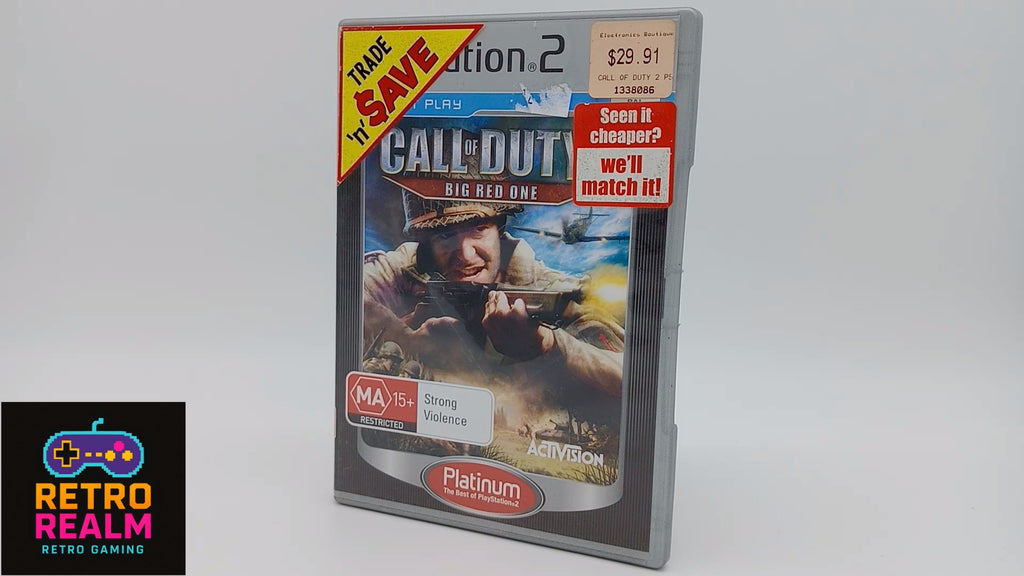 TRADE
'n'
$AVE
ation®2
Electronics Boutique
$29.91
CALL OF DUTY 2 PS
1338086
PLAY
Seen it
cheaper?
we'll
match it!
CALL OF DUTY
BIG RED ONE
MA 15+
RESTRICTED
Strong
Violence
ACTIVISION
Platinum
The Best of PlayStation®2
RETRO
REALM
RETRO GAMING